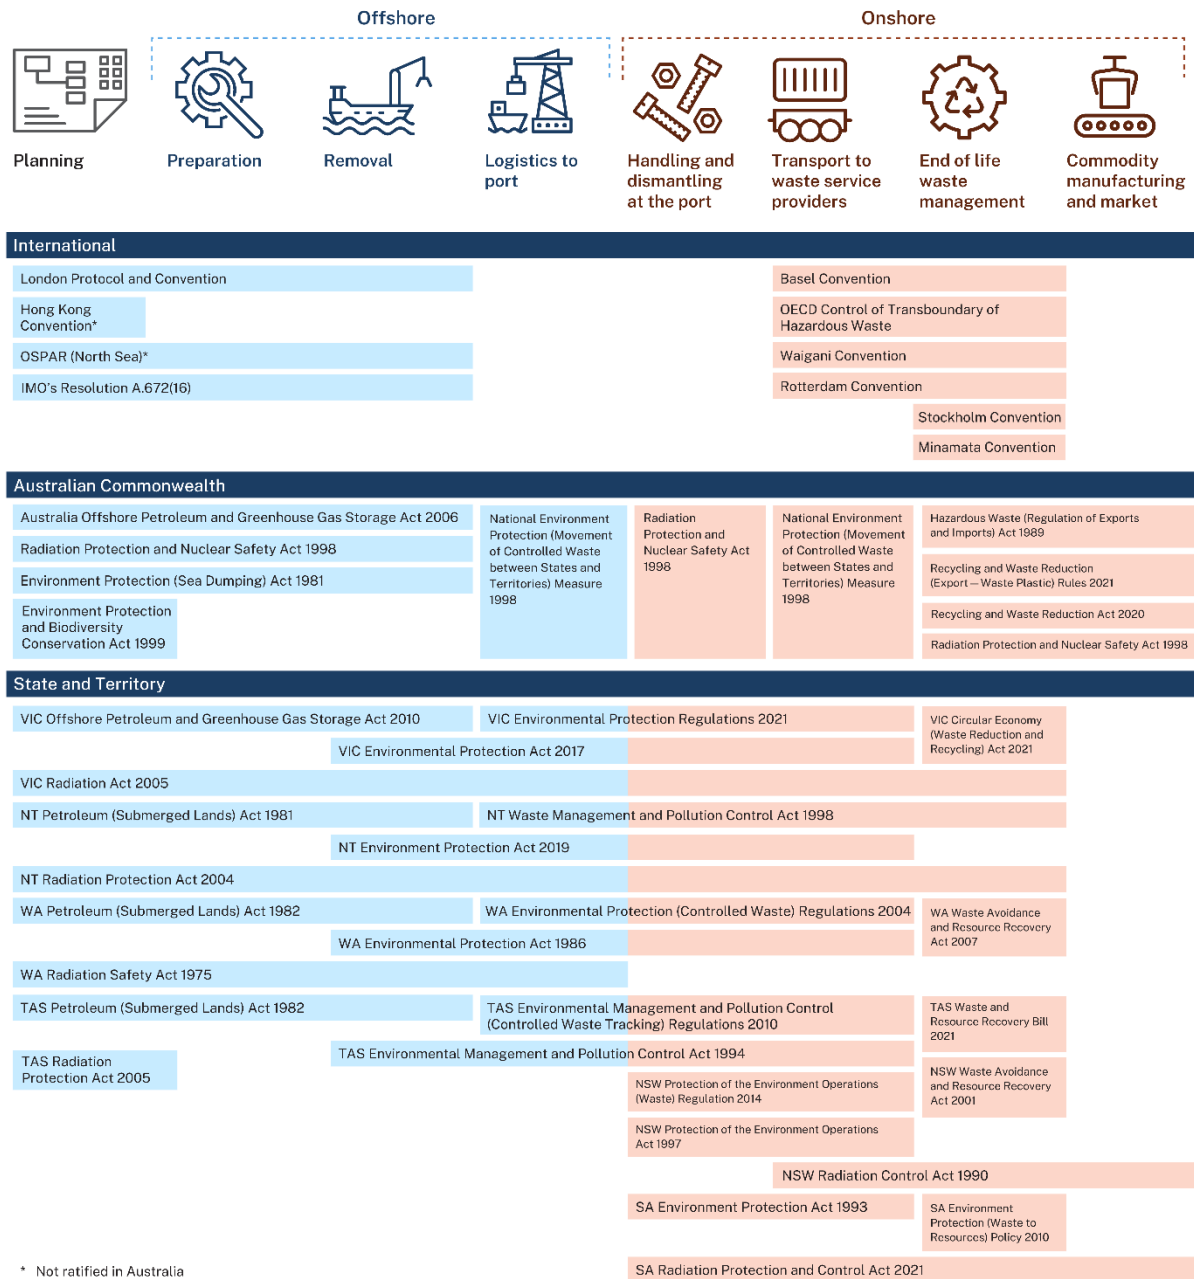 Offshore
Onshore
Planning
Preparation
Removal
Logistics to
port
Handling and
dismantling
at the port
Transport to
waste service
providers
End of life
waste
management
Commodity
manufacturing
and market
International
London Protocol and Convention
Hong Kong
Convention*
OSPAR (North Sea)*
IMO's Resolution A.672(16)
Basel Convention
OECD Control of Transboundary of
Hazardous Waste
Waigani Convention
Rotterdam Convention
Stockholm Convention
Minamata Convention
Australian Commonwealth
Australia Offshore Petroleum and Greenhouse Gas Storage Act 2006
Radiation Protection and Nuclear Safety Act 1998
Environment Protection (Sea Dumping) Act 1981
Environment Protection
and Biodiversity
Conservation Act 1999
National Environment
Protection (Movement
of Controlled Waste
between States and
Territories) Measure
1998
Radiation
Protection and
Nuclear Safety Act
1998
National Environment
Protection (Movement
of Controlled Waste
between States and
Territories) Measure
1998
Hazardous Waste (Regulation of Exports
and Imports) Act 1989
Recycling and Waste Reduction
(Export—Waste Plastic) Rules 2021
Recycling and Waste Reduction Act 2020
Radiation Protection and Nuclear Safety Act 1998
State and Territory
VIC Offshore Petroleum and Greenhouse Gas Storage Act 2010
VIC Environmental Protection Regulations 2021
VIC Circular Economy
(Waste Reduction and
Recycling) Act 2021
VIC Environmental Protection Act 2017
VIC Radiation Act 2005
NT Petroleum (Submerged Lands) Act 1981
NT Waste Management and Pollution Control Act 1998
NT Environment Protection Act 2019
NT Radiation Protection Act 2004
WA Petroleum (Submerged Lands) Act 1982
WA Environmental Protection (Controlled Waste) Regulations 2004
WA Waste Avoidance
and Resource Recovery
Act 2007
WA Environmental Protection Act 1986
WA Radiation Safety Act 1975
TAS Petroleum (Submerged Lands) Act 1982
TAS Environmental Management and Pollution Control
(Controlled Waste Tracking) Regulations 2010
TAS Waste and
Resource Recovery Bill
2021
TAS Radiation
Protection Act 2005
TAS Environmental Management and Pollution Control Act 1994
NSW Waste Avoidance
and Resource Recovery
Act 2001
NSW Protection of the Environment Operations
(Waste) Regulation 2014
NSW Protection of the Environment Operations
Act 1997
NSW Radiation Control Act 1990
SA Environment Protection Act 1993
SA Environment
Protection (Waste to
Resources) Policy 2010
* Not ratified in Australia
SA Radiation Protection and Control Act 2021